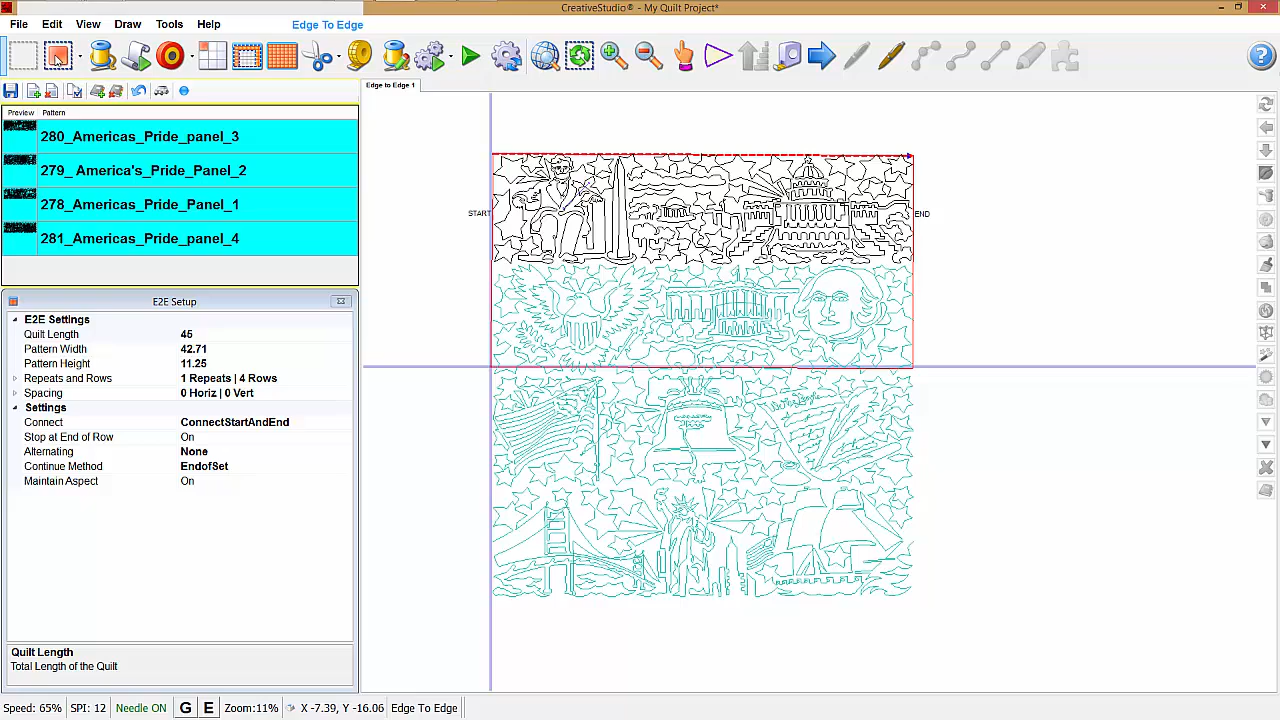 CreativeStudio® - My Quilt Project*
File Edit View Draw Tools Help Edge To Edge
Edge to Edge 1
Preview Pattern
280_Americas_Pride_panel_3
279_ America's_Pride_Panel_2
278_Americas_Pride_Panel_1
281_Americas_Pride_panel_4
START END
E2E Setup
E2E Settings
Quilt Length 45
Pattern Width 42.71
Pattern Height 11.25
Repeats and Rows 1 Repeats | 4 Rows
Spacing 0 Horiz | 0 Vert
Settings
Connect ConnectStartAndEnd
Stop at End of Row On
Alternating None
Continue Method EndofSet
Maintain Aspect On
Quilt Length
Total Length of the Quilt
Speed: 65% SPI: 12 Needle ON G E Zoom:11% X -7.39, Y -16.06 Edge To Edge